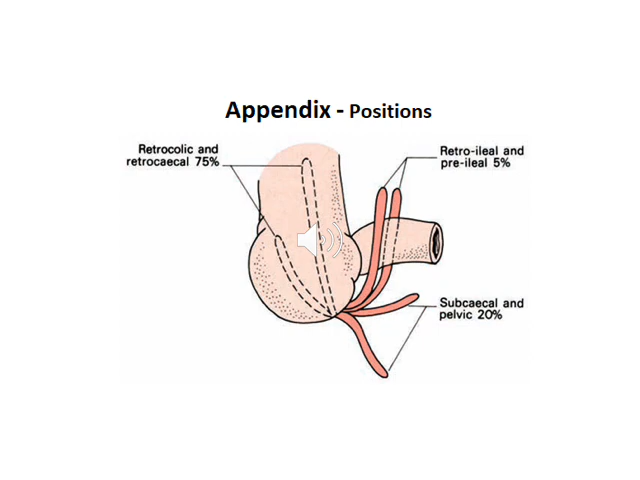 Appendix - Positions
Retrocolic and
retrocaecal 75%
Retro-ileal and
pre-ileal 5%
Subcaecal and
pelvic 20%